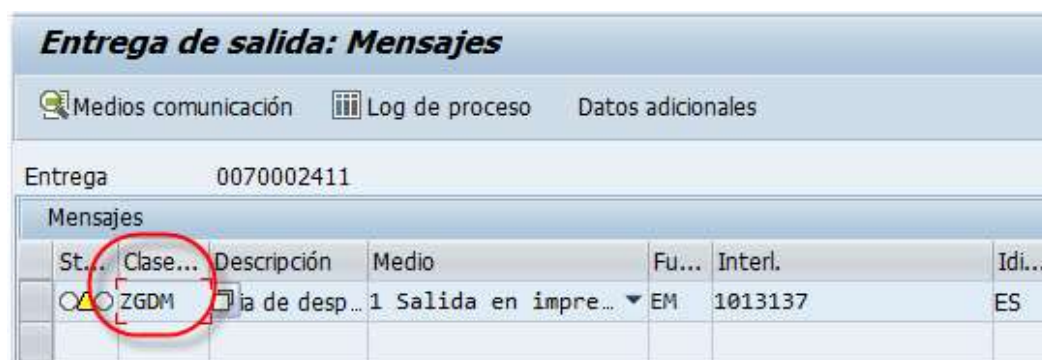 Entrega de salida: Mensajes
Medios comunicación Log de proceso Datos adicionales
Entrega 0070002411
Mensajes
St... Clase... Descripción Medio Fu... Interl. Idi...
ZGDM ia de desp... 1 Salida en impre... EM 1013137 ES